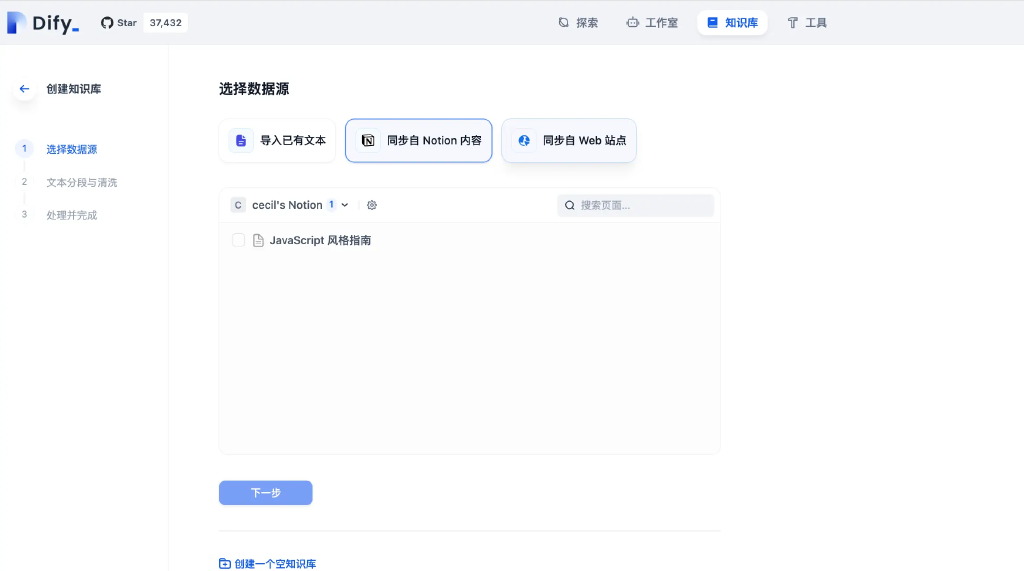 Dify_
Star 37,432
探索 工作室 知识库 工具
创建知识库
选择数据源
1 选择数据源
2 文本分段与清洗
3 处理并完成
导入已有文本 同步自 Notion 内容 同步自 Web 站点
C cecil's Notion 1 搜索页面...
JavaScript 风格指南
下一步
创建一个空知识库